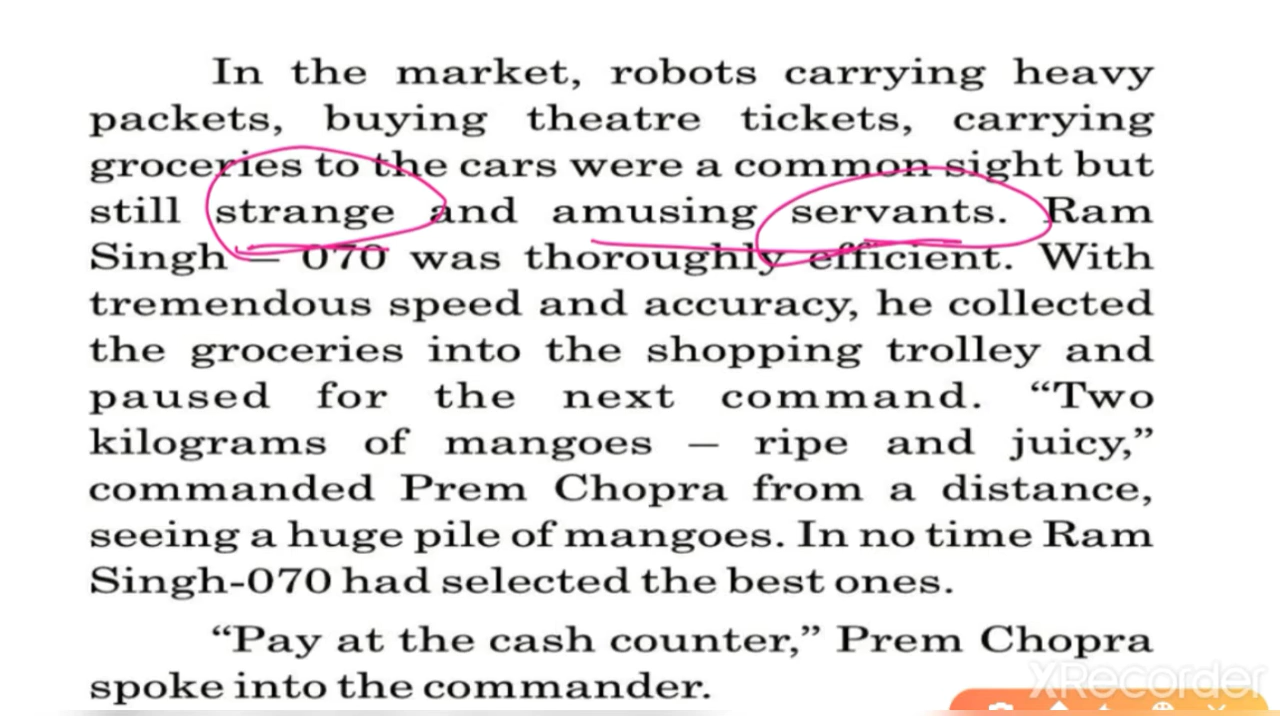 In the market, robots carrying heavy
packets, buying theatre tickets, carrying
groceries to the cars were a common sight but
still strange and amusing servants. Ram
Singh – 070 was thoroughly efficient. With
tremendous speed and accuracy, he collected
the groceries into the shopping trolley and
paused for the next command. “Two
kilograms of mangoes – ripe and juicy,”
commanded Prem Chopra from a distance,
seeing a huge pile of mangoes. In no time Ram
Singh-070 had selected the best ones.
“Pay at the cash counter,” Prem Chopra
spoke into the commander.
XRecorder